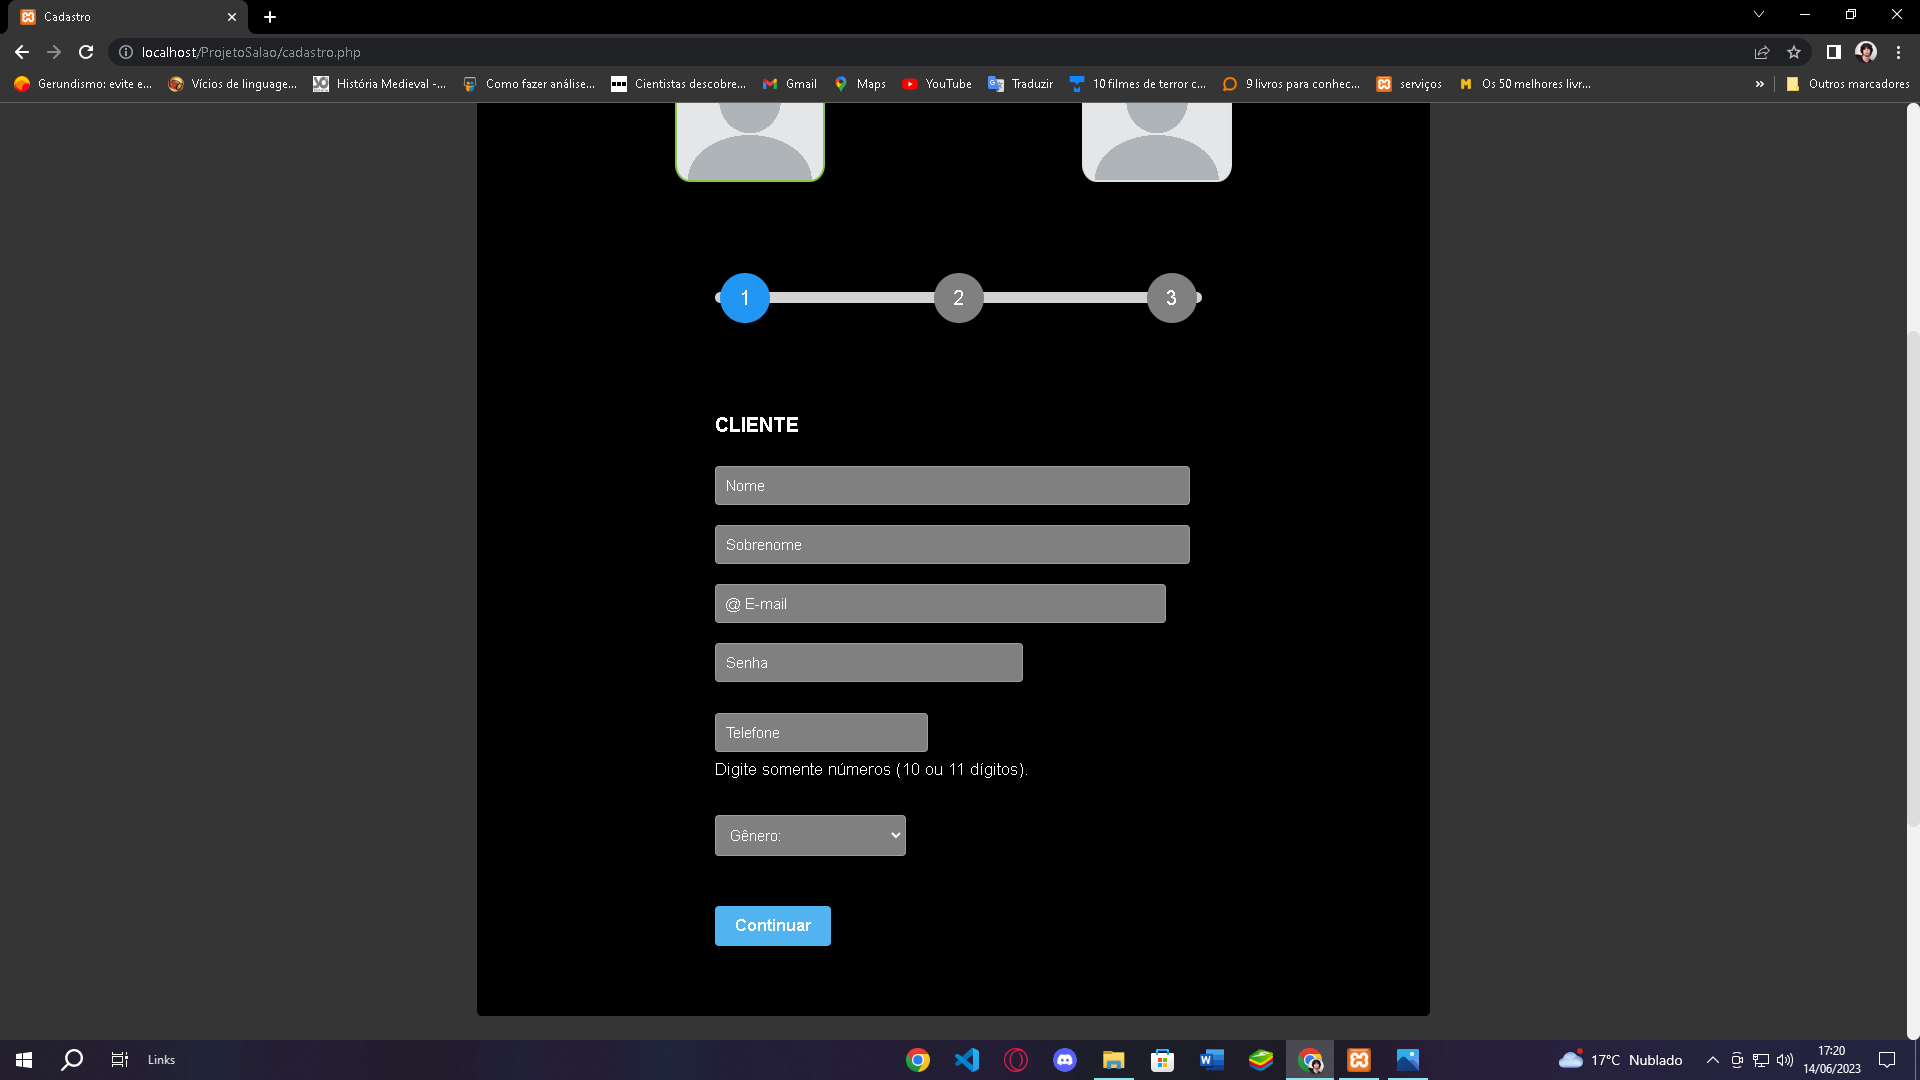 Cadastro
localhost/ProjetoSalao/cadastro.php
Gerundismo: evite e... Vícios de linguage... História Medieval -... Como fazer análise... Cientistas descobre... Gmail Maps YouTube Traduzir 10 filmes de terror c... 9 livros para conhec... serviços Os 50 melhores livr... » Outros marcadores
1 2 3
CLIENTE
Nome
Sobrenome
@ E-mail
Senha
Telefone
Digite somente números (10 ou 11 dígitos).
Gênero:
Continuar
Links 17°C Nublado 17:20
14/06/2023